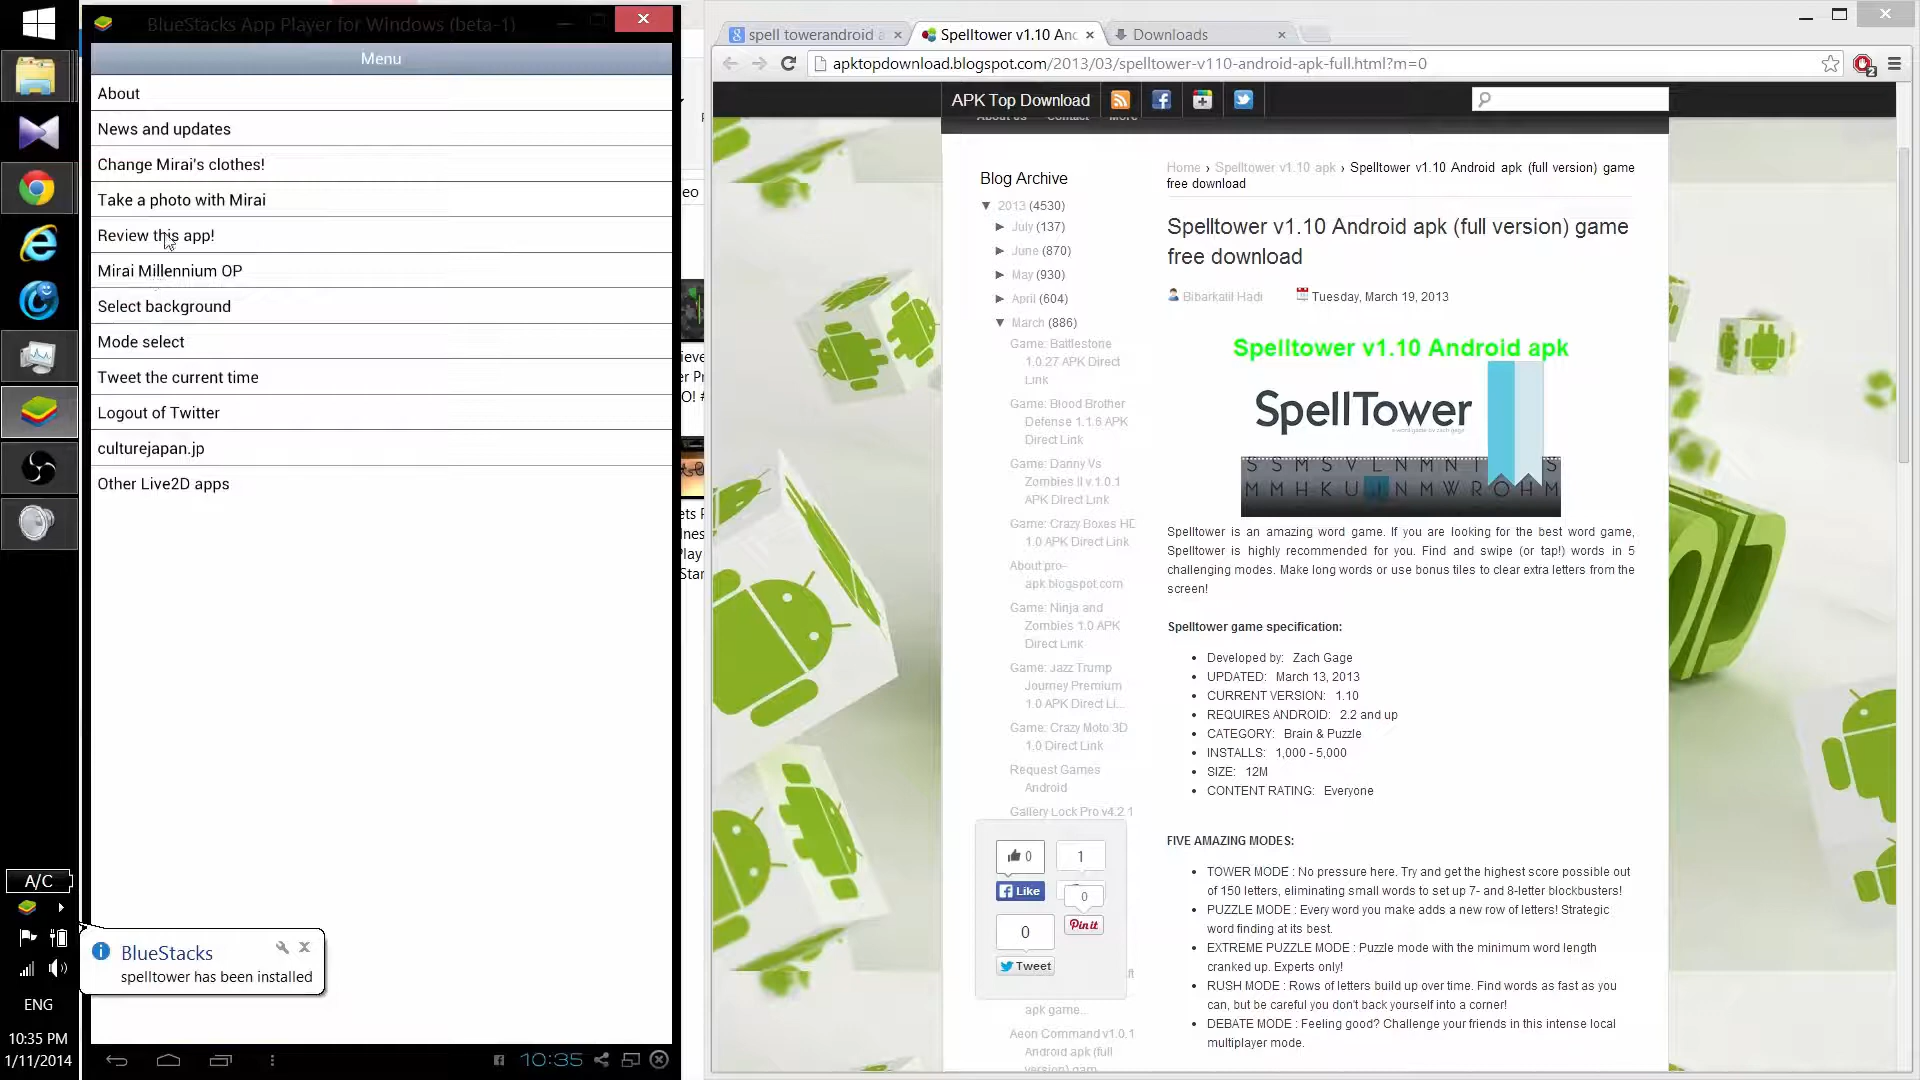 BlueStacks App Player for Windows (beta-1)
Menu
About
News and updates
Change Mirai's clothes!
Take a photo with Mirai
Review this app!
Mirai Millennium OP
Select background
Mode select
Tweet the current time
Logout of Twitter
culturejapan.jp
Other Live2D apps
10:35
A/C
BlueStacks
spelltower has been installed
ENG
10:35 PM
1/11/2014
spell towerandroid a
Spelltower v1.10 Anc
Downloads
apktopdownload.blogspot.com/2013/03/spelltower-v110-android-apk-full.html?m=0
2
APK Top Download
About us Contact More
Blog Archive
▼ 2013 (4530)
► July (137)
► June (870)
► May (930)
► April (604)
▼ March (886)
Game: Battlestone
1.0.27 APK Direct
Link
Game: Blood Brother
Defense 1.1.6 APK
Direct Link
Game: Danny Vs
Zombies II v.1.0.1
APK Direct Link
Game: Crazy Boxes HD
1.0 APK Direct Link
About pro-
apk.blogspot.com
Game: Ninja and
Zombies 1.0 APK
Direct Link
Game: Jazz Trump
Journey Premium
1.0 APK Direct Li...
Game: Crazy Moto 3D
1.0 Direct Link
Request Games
Android
Gallery Lock Pro v4.2.1
0
1
Like
0
Pin it
0
Tweet
apk game...
Aeon Command v1.0.1
Android apk (full
version) gam
Home › Spelltower v1.10 apk › Spelltower v1.10 Android apk (full version) game
free download
Spelltower v1.10 Android apk (full version) game
free download
Bibarkalil Hadi
Tuesday, March 19, 2013
Spelltower v1.10 Android apk
SpellTower
S S M S V L N M N I S
M M H K U I N M W R O H M
Spelltower is an amazing word game. If you are looking for the best word game,
Spelltower is highly recommended for you. Find and swipe (or tap!) words in 5
challenging modes. Make long words or use bonus tiles to clear extra letters from the
screen!
Spelltower game specification:
• Developed by: Zach Gage
• UPDATED: March 13, 2013
• CURRENT VERSION: 1.10
• REQUIRES ANDROID: 2.2 and up
• CATEGORY: Brain & Puzzle
• INSTALLS: 1,000 - 5,000
• SIZE: 12M
• CONTENT RATING: Everyone
FIVE AMAZING MODES:
• TOWER MODE : No pressure here. Try and get the highest score possible out
of 150 letters, eliminating small words to set up 7- and 8-letter blockbusters!
• PUZZLE MODE : Every word you make adds a new row of letters! Strategic
word finding at its best.
• EXTREME PUZZLE MODE : Puzzle mode with the minimum word length
cranked up. Experts only!
• RUSH MODE : Rows of letters build up over time. Find words as fast as you
can, but be careful you don't back yourself into a corner!
• DEBATE MODE : Feeling good? Challenge your friends in this intense local
multiplayer mode.